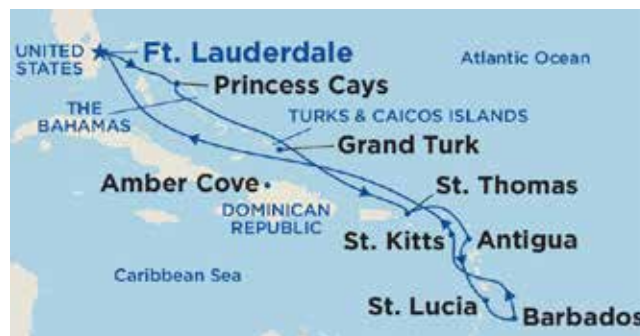 UNITED
STATES
Ft. Lauderdale
Atlantic Ocean
Princess Cays
THE
BAHAMAS
TURKS & CAICOS ISLANDS
Grand Turk
Amber Cove
St. Thomas
DOMINICAN
REPUBLIC
St. Kitts
Antigua
Caribbean Sea
St. Lucia
Barbados